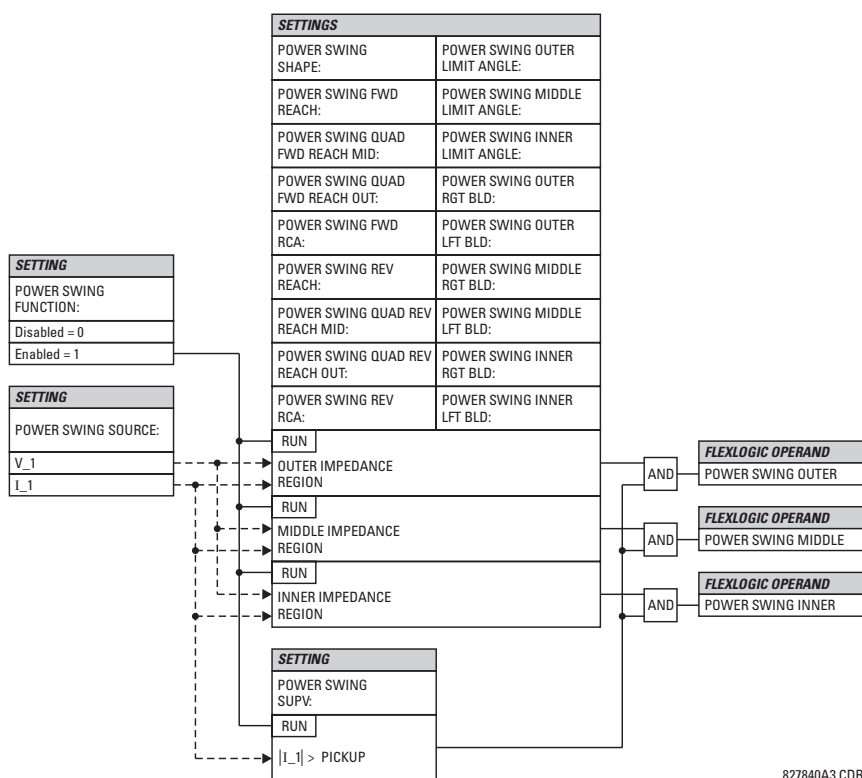 SETTINGS
POWER SWING SHAPE:
POWER SWING OUTER LIMIT ANGLE:
POWER SWING FWD REACH:
POWER SWING MIDDLE LIMIT ANGLE:
POWER SWING QUAD FWD REACH MID:
POWER SWING INNER LIMIT ANGLE:
POWER SWING QUAD FWD REACH OUT:
POWER SWING OUTER RGT BLD:
POWER SWING FWD RCA:
POWER SWING OUTER LFT BLD:
POWER SWING REV REACH:
POWER SWING MIDDLE RGT BLD:
POWER SWING QUAD REV REACH MID:
POWER SWING MIDDLE LFT BLD:
POWER SWING QUAD REV REACH OUT:
POWER SWING INNER RGT BLD:
POWER SWING REV RCA:
POWER SWING INNER LFT BLD:
SETTING
POWER SWING FUNCTION:
Disabled = 0
Enabled = 1
SETTING
POWER SWING SOURCE:
V_1
I_1
RUN
OUTER IMPEDANCE REGION
RUN
MIDDLE IMPEDANCE REGION
RUN
INNER IMPEDANCE REGION
AND
FLEXLOGIC OPERAND
POWER SWING OUTER
AND
FLEXLOGIC OPERAND
POWER SWING MIDDLE
AND
FLEXLOGIC OPERAND
POWER SWING INNER
SETTING
POWER SWING SUPV:
RUN
|I_1| > PICKUP
827840A3.CDR